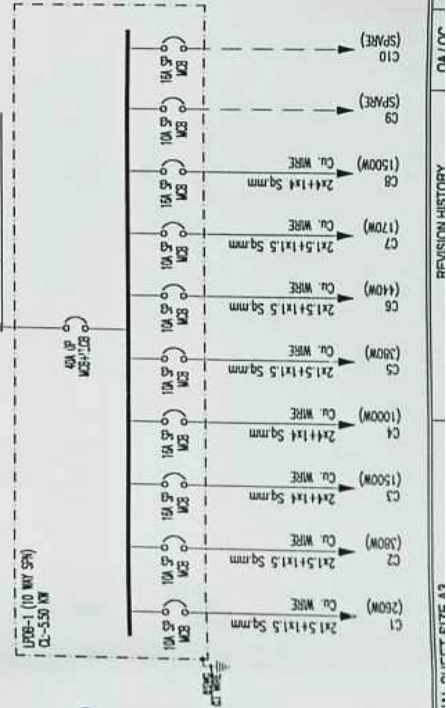 LPDB-1 (10 WAY SPN)
CL-5.50 KW
40A DP
10A SP
MCB
10A SP
MCB
16A SP
MCB
16A SP
MCB
10A SP
MCB
10A SP
MCB
10A SP
MCB
16A SP
MCB
10A SP
MCB
16A SP
MCB
2x1.5+1x1.5 Sq.mm
Cu. WIRE
2x1.5+1x1.5 Sq.mm
Cu. WIRE
2x4+1x4 Sq.mm
Cu. WIRE
2x4+1x4 Sq.mm
Cu. WIRE
2x1.5+1x1.5 Sq.mm
Cu. WIRE
2x1.5+1x1.5 Sq.mm
Cu. WIRE
2x1.5+1x1.5 Sq.mm
Cu. WIRE
2x4+1x4 Sq.mm
Cu. WIRE
C1
(260W)
C2
(380W)
C3
(1500W)
C4
(1000W)
C5
(380W)
C6
(440W)
C7
(170W)
C8
(1500W)
C9
(SPARE)
C10
(SPARE)
SHEET SIZE A3
REVISION HISTORY
QA/QC